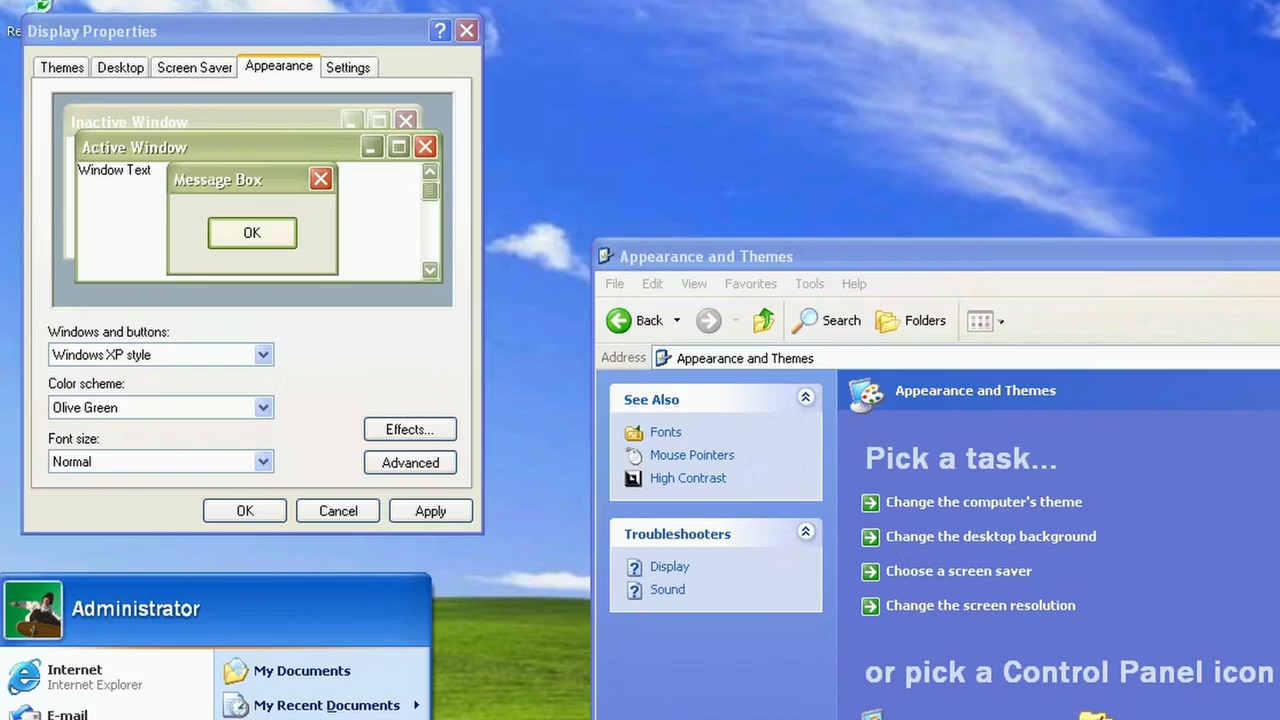 Re
Display Properties
Themes
Desktop
Screen Saver
Appearance
Settings
Inactive Window
Active Window
Window Text
Message Box
OK
Windows and buttons:
Windows XP style
Color scheme:
Olive Green
Font size:
Normal
Effects...
Advanced
OK
Cancel
Apply
Appearance and Themes
File Edit View Favorites Tools Help
Back
Search
Folders
Address
Appearance and Themes
See Also
Fonts
Mouse Pointers
High Contrast
Troubleshooters
Display
Sound
Appearance and Themes
Pick a task...
Change the computer's theme
Change the desktop background
Choose a screen saver
Change the screen resolution
or pick a Control Panel icon
Administrator
Internet
Internet Explorer
E-mail
My Documents
My Recent Documents